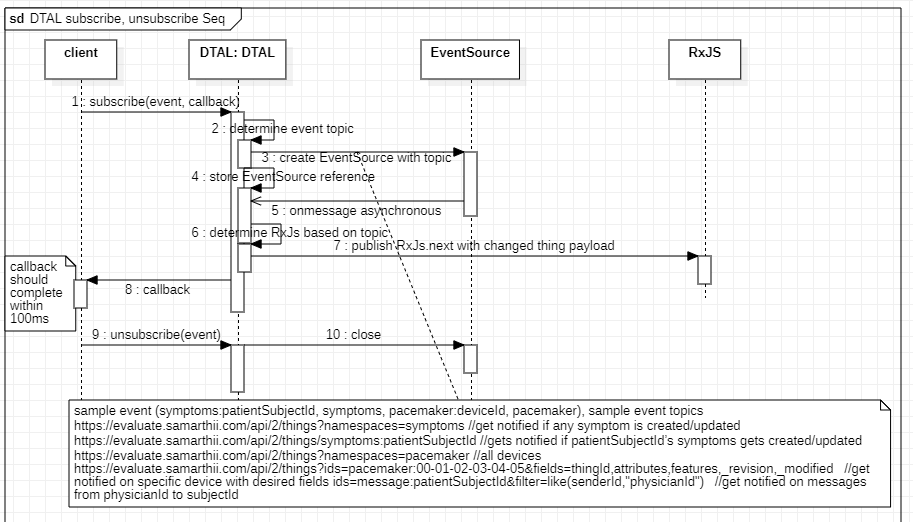 sd DTAL subscribe, unsubscribe Seq
client
DTAL: DTAL
EventSource
RxJS
1 : subscribe(event, callback)
2 : determine event topic
3 : create EventSource with topic
4 : store EventSource reference
5 : onmessage asynchronous
6 : determine RxJs based on topic
7 : publish RxJs.next with changed thing payload
callback
should
complete
within
100ms
8 : callback
9 : unsubscribe(event)
10 : close
sample event (symptoms:patientSubjectId, symptoms, pacemaker:deviceId, pacemaker), sample event topics
https://evaluate.samarthii.com/api/2/things?namespaces=symptoms //get notified if any symptom is created/updated
https://evaluate.samarthii.com/api/2/things/symptoms:patientSubjectId //gets notified if patientSubjectId's symptoms gets created/updated
https://evaluate.samarthii.com/api/2/things?namespaces=pacemaker //all devices
https://evaluate.samarthii.com/api/2/things?ids=pacemaker:00-01-02-03-04-05&fields=thingId,attributes,features,_revision,_modified //get
notified on specific device with desired fields ids=message:patientSubjectId&filter=like(senderId,"physicianId") //get notified on messages
from physicianId to subjectId